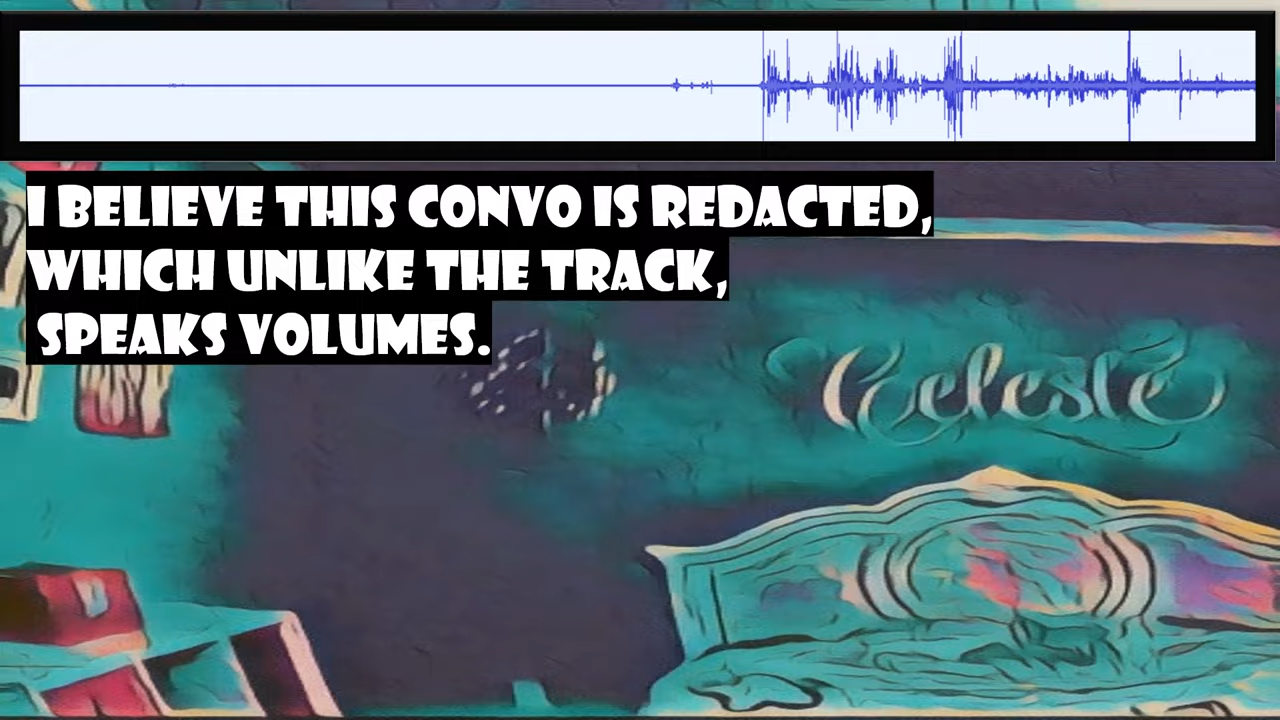 I BELIEVE THIS CONVO IS REDACTED,
WHICH UNLIKE THE TRACK,
SPEAKS VOLUMES.
Celeste